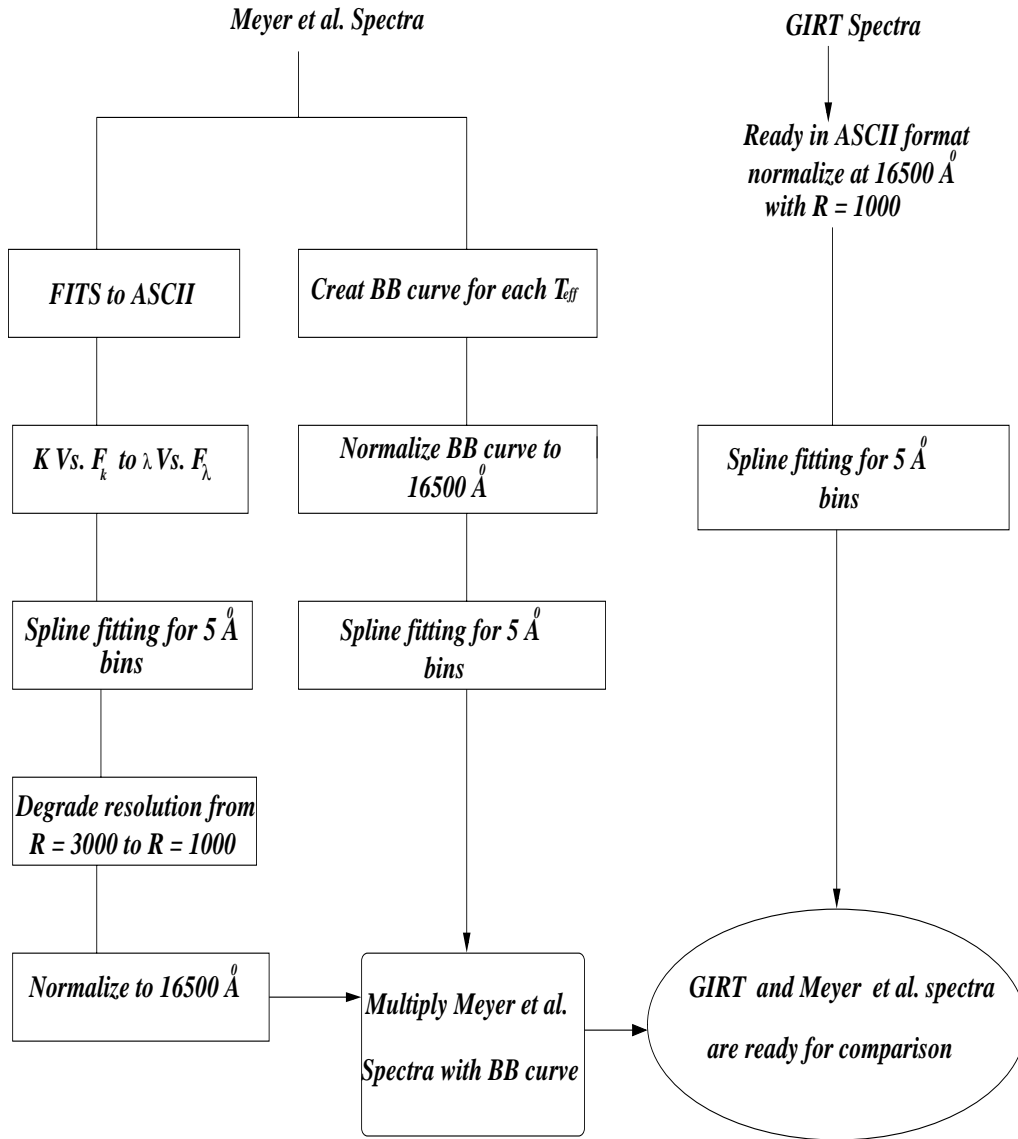 Meyer et al. Spectra
GIRT Spectra
Ready in ASCII format
normalize at 16500 Å
with R = 1000
FITS to ASCII
Creat BB curve for each Teff
K Vs. Fk to λ Vs. Fλ
Normalize BB curve to
16500 Å
Spline fitting for 5 Å
bins
Spline fitting for 5 Å
bins
Spline fitting for 5 Å
bins
Degrade resolution from
R = 3000 to R = 1000
Normalize to 16500 Å
Multiply Meyer et al.
Spectra with BB curve
GIRT and Meyer et al. spectra
are ready for comparison